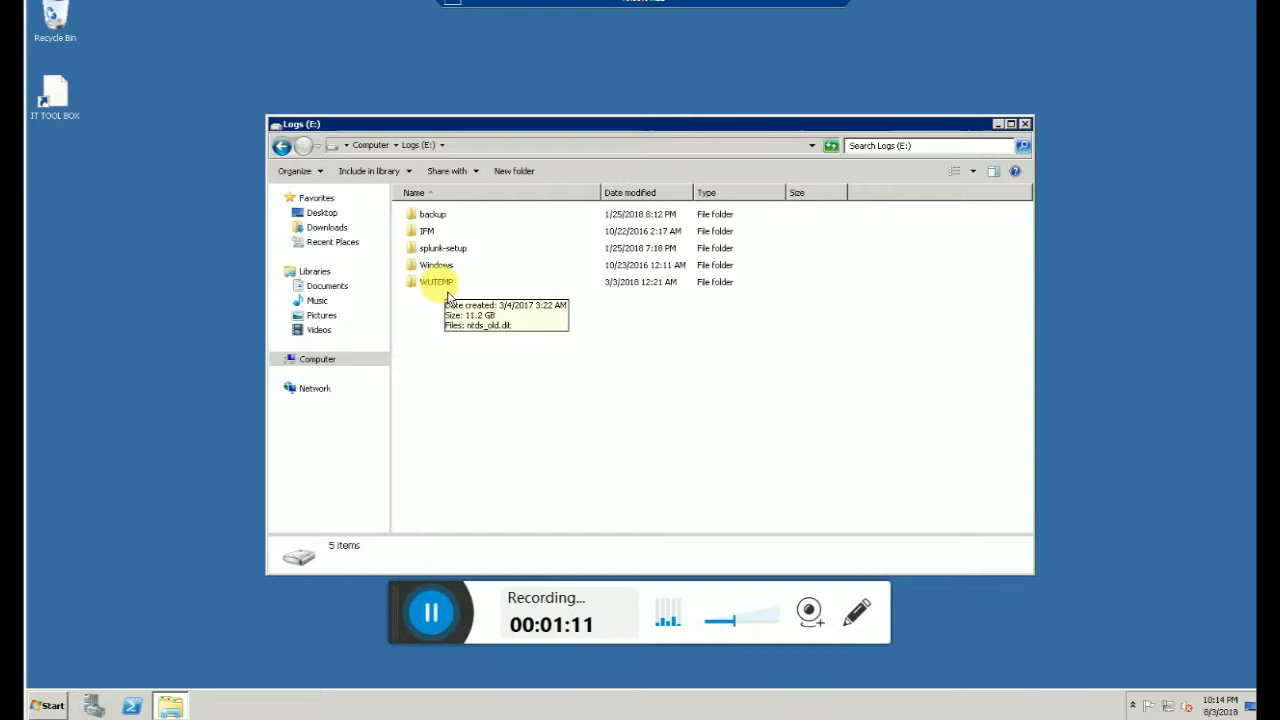 Recycle Bin
IT TOOL BOX
Logs (E:)
Computer Logs (E:)
Search Logs (E:)
Organize Include in library Share with New folder
Name Date modified Type Size
Favorites
Desktop
Downloads
Recent Places
Libraries
Documents
Music
Pictures
Videos
Computer
Network
backup 1/25/2018 8:12 PM File folder
IFM 10/22/2016 2:17 AM File folder
splunk-setup 1/25/2018 7:18 PM File folder
Windows 10/23/2016 12:11 AM File folder
WUTEMP 3/3/2018 12:21 AM File folder
Date created: 3/4/2017 3:22 AM
Size: 11.2 GB
Files: ntds_old.dit
5 items
Recording...
00:01:11
Start
10:14 PM
8/3/2018